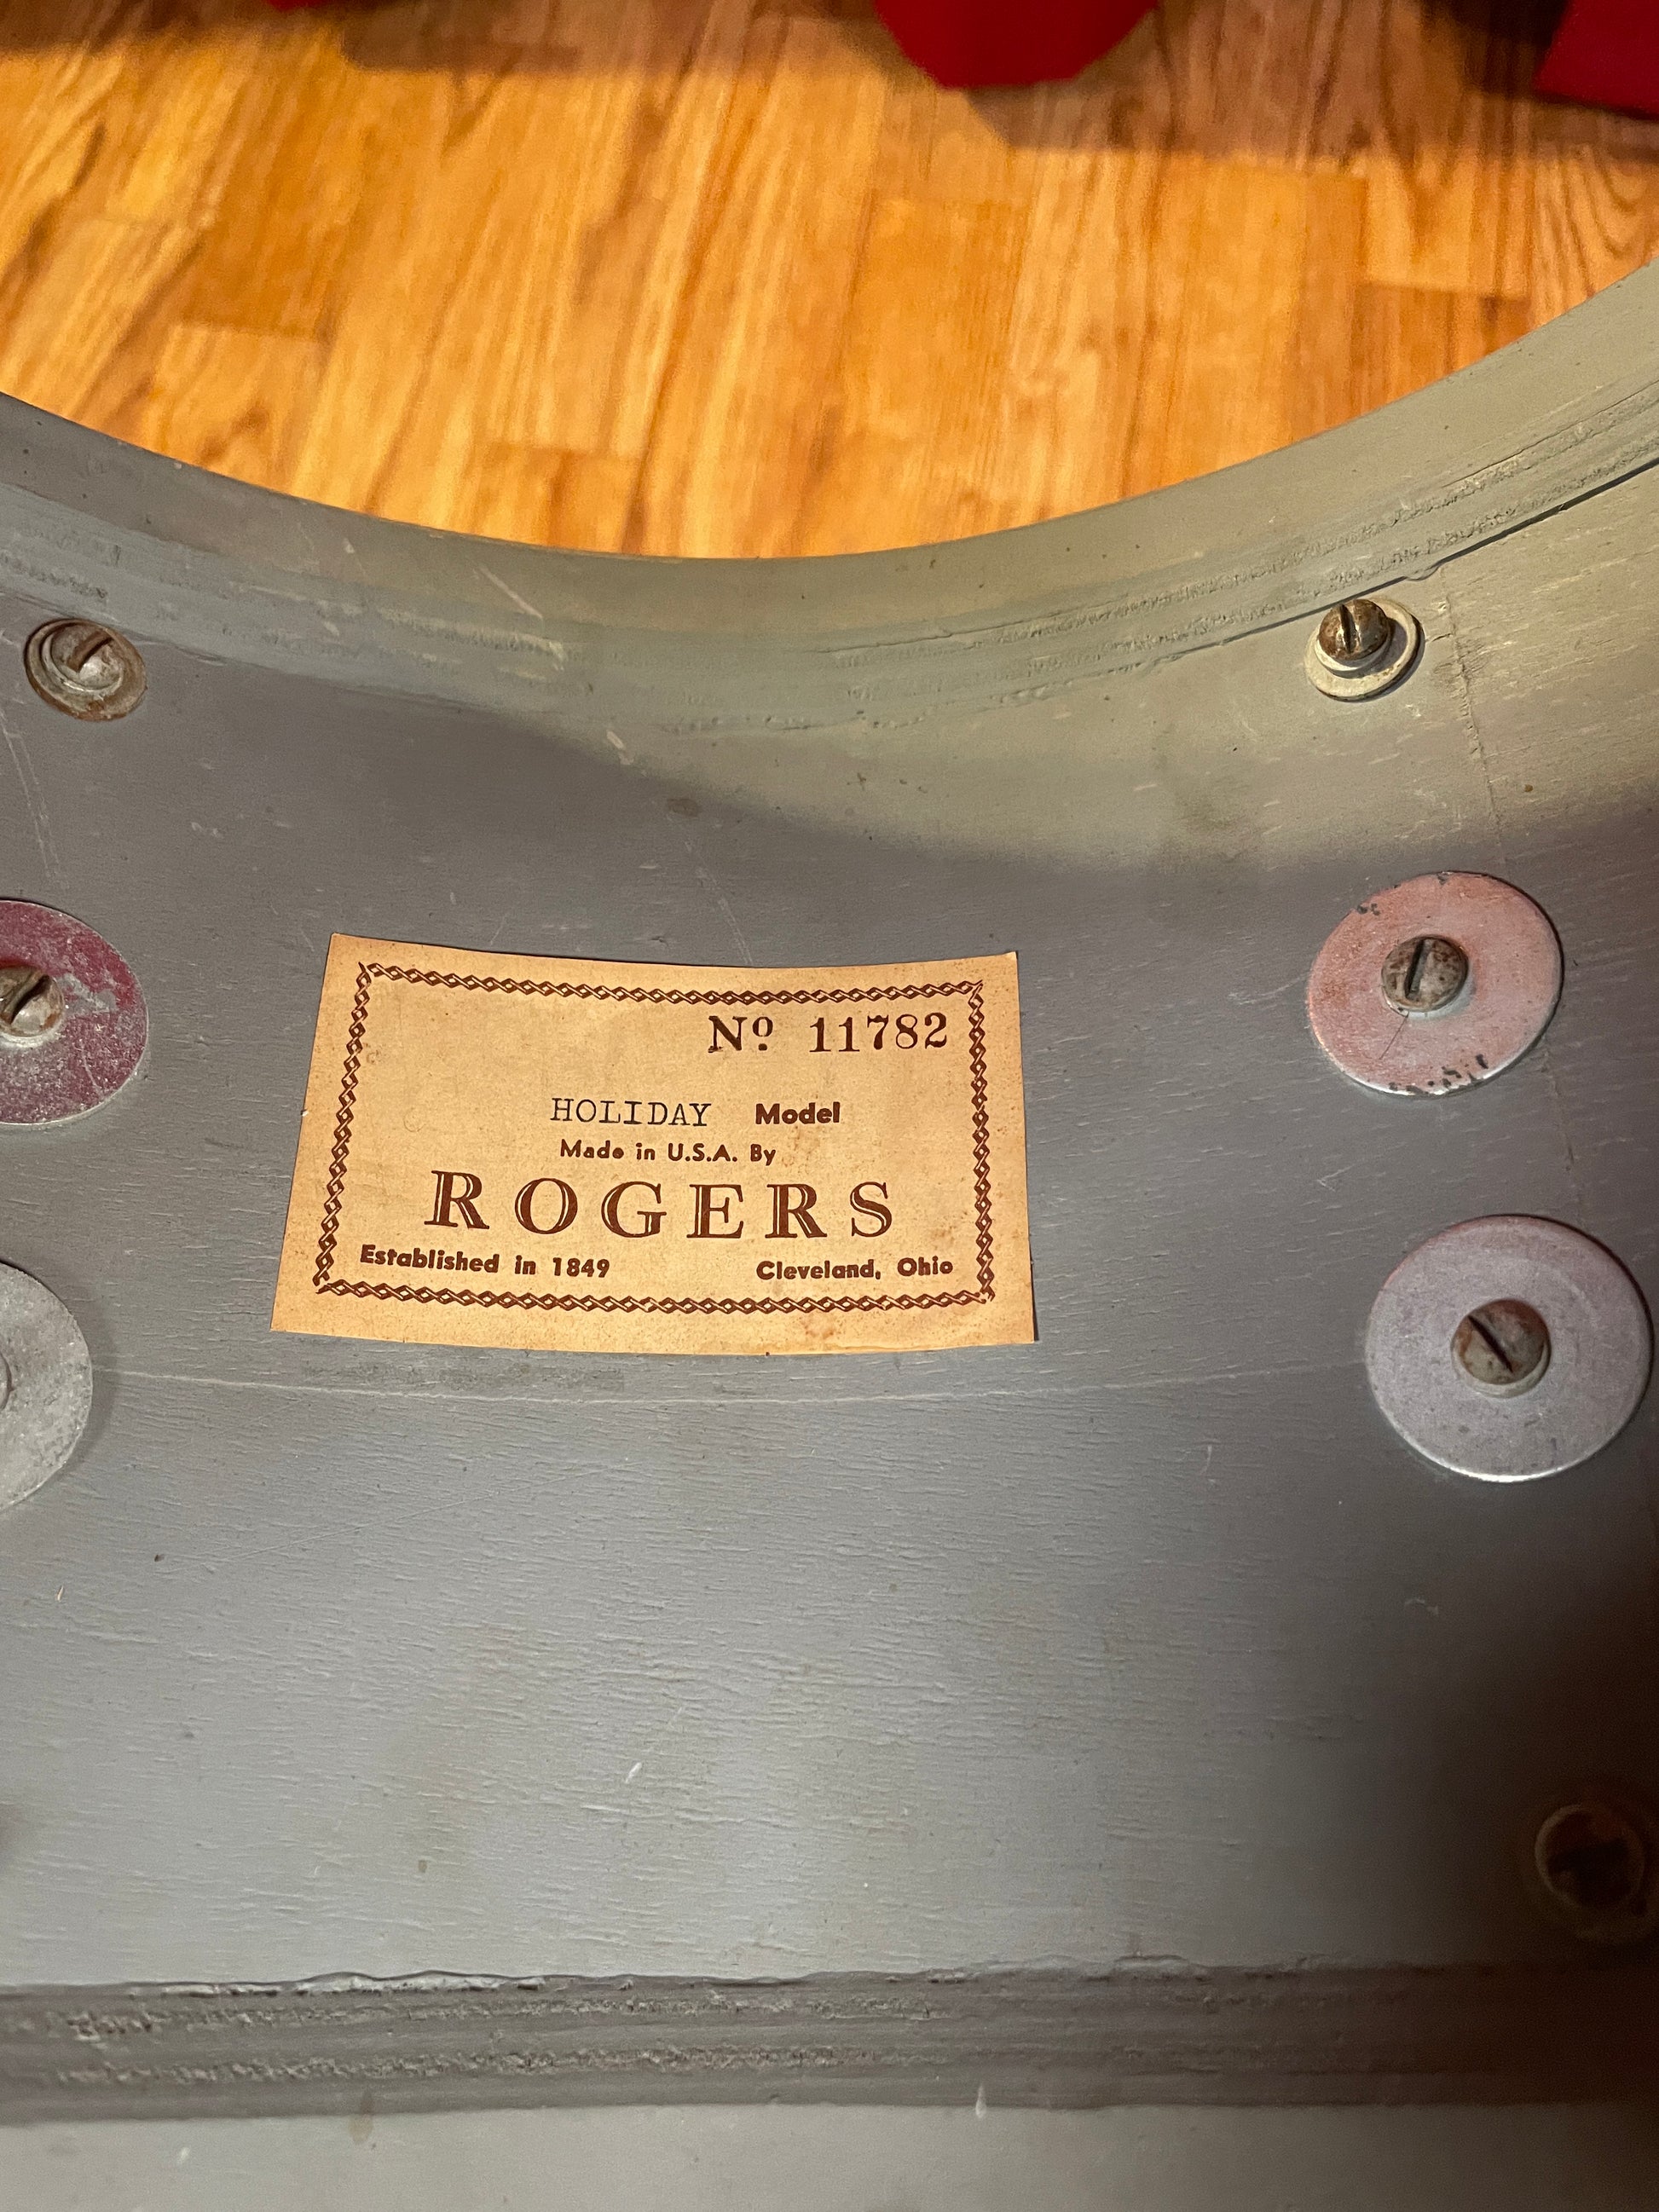 Nº 11782
HOLIDAY Model
Made in U.S.A. By
ROGERS
Established in 1849 Cleveland, Ohio